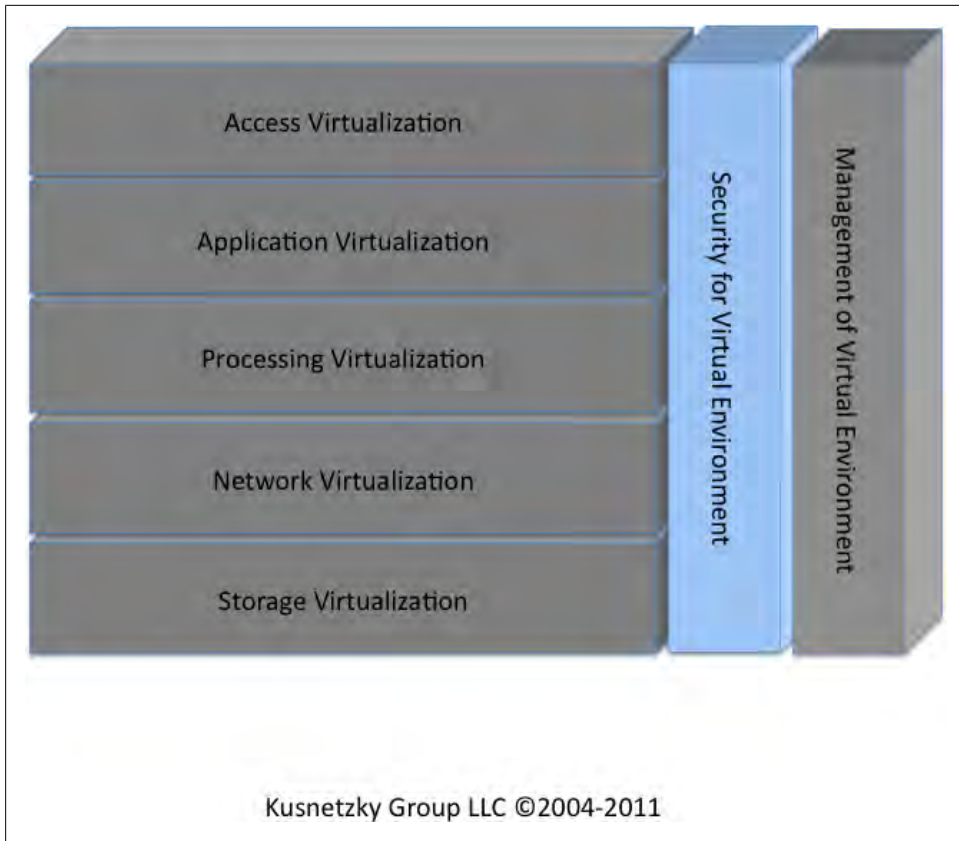 Access Virtualization
Application Virtualization
Processing Virtualization
Network Virtualization
Storage Virtualization
Security for Virtual Environment
Management of Virtual Environment
Kusnetzky Group LLC ©2004-2011